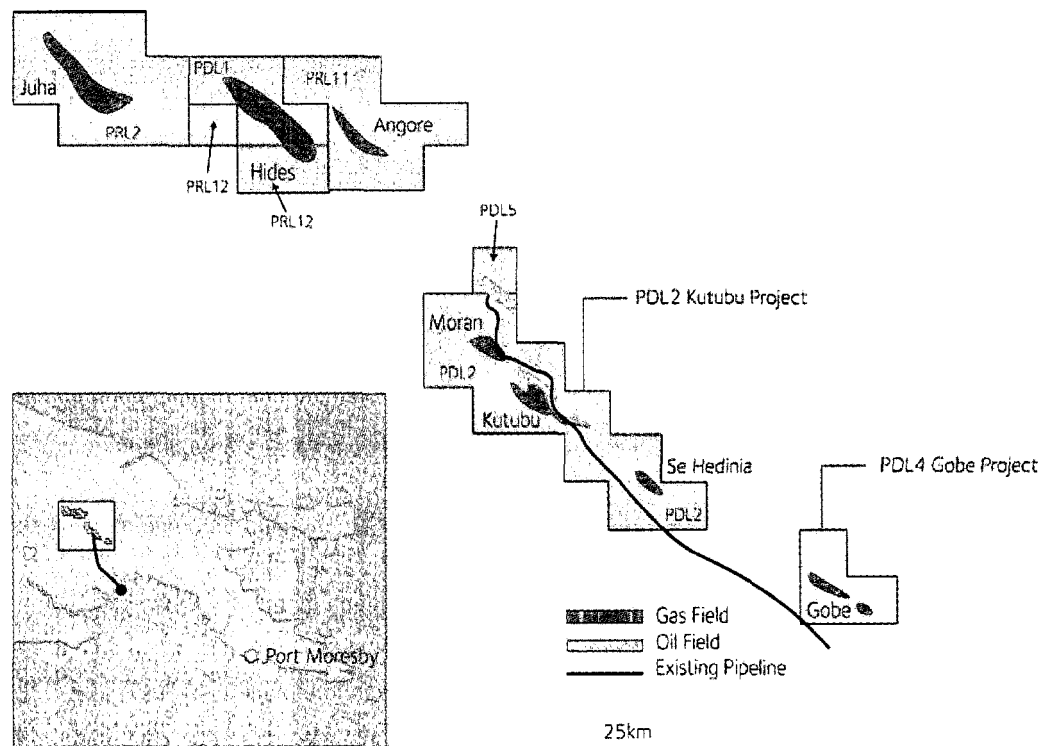 PDL1
PRL11
Juha
Angore
PRL2
Hides
PRL12
PRL12
PDL5
PDL2 Kutubu Project
Moran
PDL2
Kutubu
Se Hedinia
PDL4 Gobe Project
PDL2
Gobe
Gas Field
Oil Field
Existing Pipeline
Port Moresby
25km